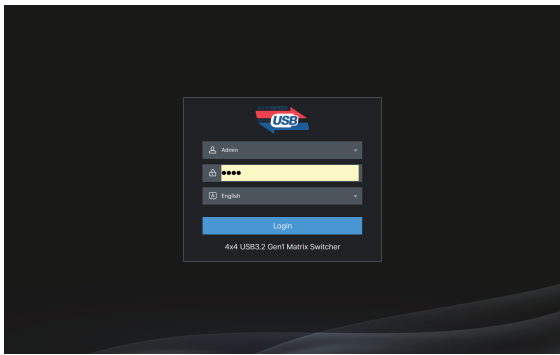 USB
Admin
●●●●
A English
Login
4x4 USB3.2 Gen1 Matrix Switcher